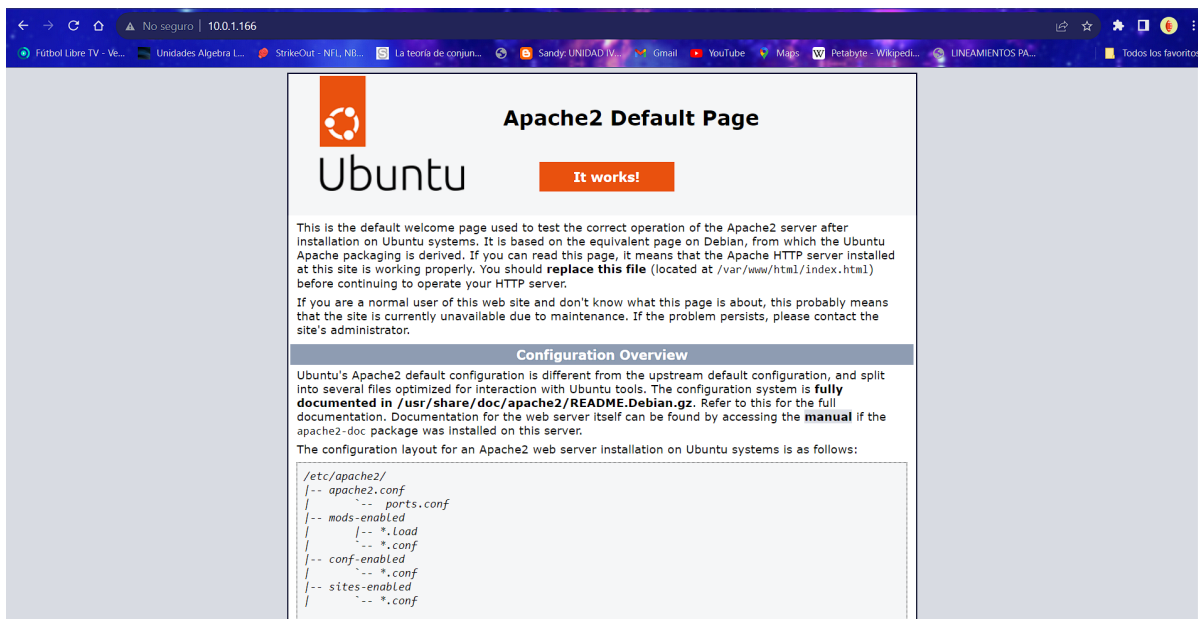 No seguro | 10.0.1.166
Fútbol Libre TV - Ve... Unidades Algebra L... StrikeOut - NFL, NB... La teoría de conjun... Sandy: UNIDAD IV... Gmail YouTube Maps Petabyte - Wikipedi... LINEAMIENTOS PA... Todos los favoritos
Ubuntu
Apache2 Default Page
It works!
This is the default welcome page used to test the correct operation of the Apache2 server after
installation on Ubuntu systems. It is based on the equivalent page on Debian, from which the Ubuntu
Apache packaging is derived. If you can read this page, it means that the Apache HTTP server installed
at this site is working properly. You should replace this file (located at /var/www/html/index.html)
before continuing to operate your HTTP server.
If you are a normal user of this web site and don't know what this page is about, this probably means
that the site is currently unavailable due to maintenance. If the problem persists, please contact the
site's administrator.
Configuration Overview
Ubuntu's Apache2 default configuration is different from the upstream default configuration, and split
into several files optimized for interaction with Ubuntu tools. The configuration system is fully
documented in /usr/share/doc/apache2/README.Debian.gz. Refer to this for the full
documentation. Documentation for the web server itself can be found by accessing the manual if the
apache2-doc package was installed on this server.
The configuration layout for an Apache2 web server installation on Ubuntu systems is as follows:
/etc/apache2/
|-- apache2.conf
|       `--  ports.conf
|-- mods-enabled
|       |-- *.load
|       `-- *.conf
|-- conf-enabled
|       `-- *.conf
|-- sites-enabled
|       `-- *.conf